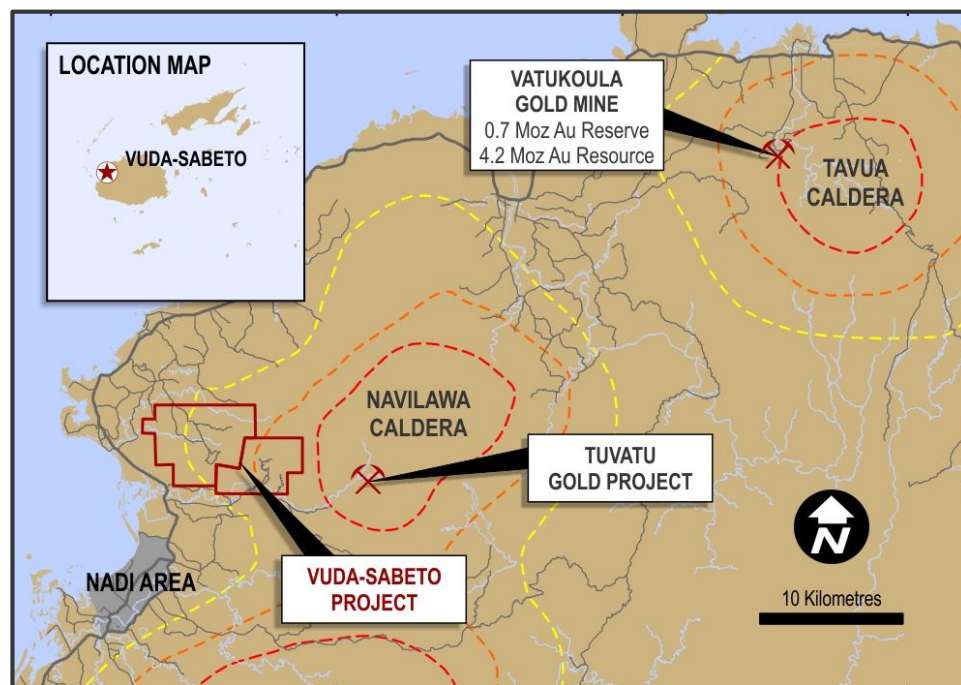 LOCATION MAP
VUDA-SABETO
VATUKOULA
GOLD MINE
0.7 Moz Au Reserve
4.2 Moz Au Resource
TAVUA
CALDERA
NAVILAWA
CALDERA
TUVATU
GOLD PROJECT
VUDA-SABETO
PROJECT
NADI AREA
N
10 Kilometres